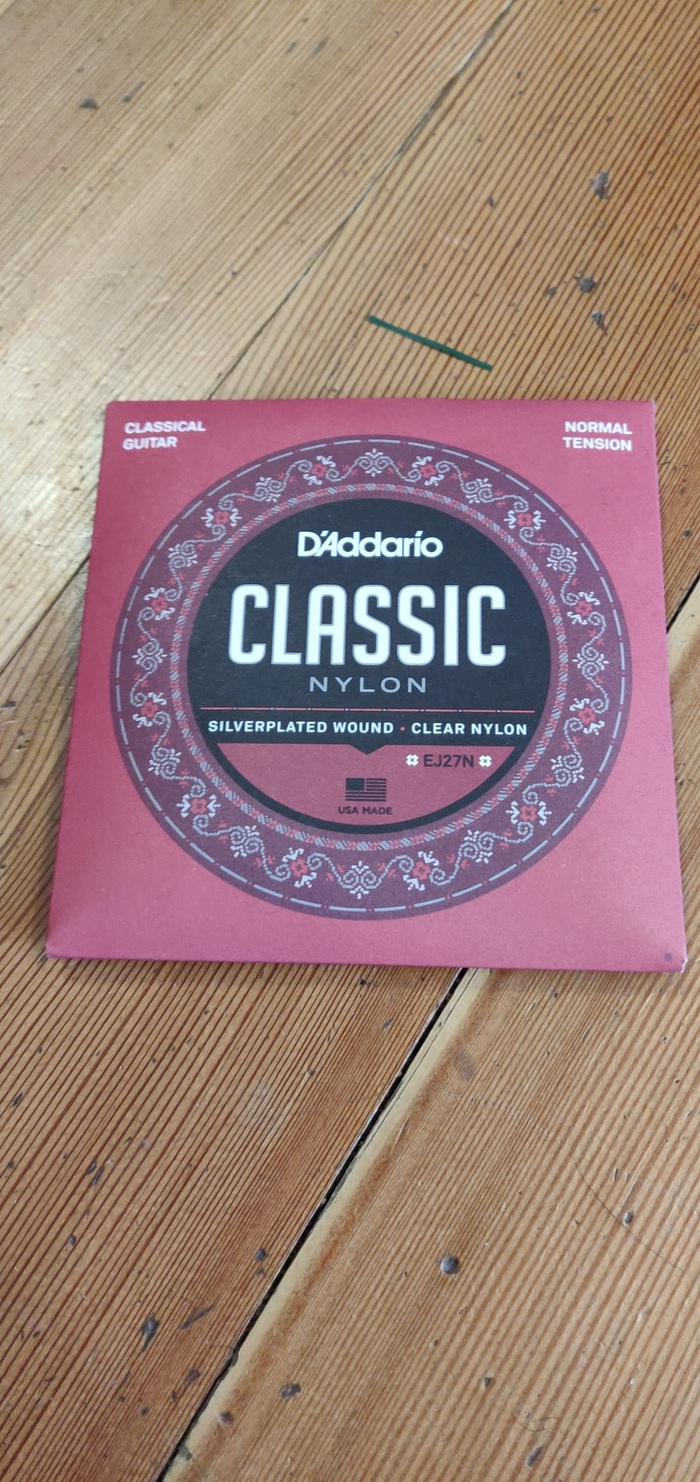 CLASSICAL
GUITAR
NORMAL
TENSION
D'Addario
CLASSIC
NYLON
SILVERPLATED WOUND • CLEAR NYLON
EJ27N
USA MADE